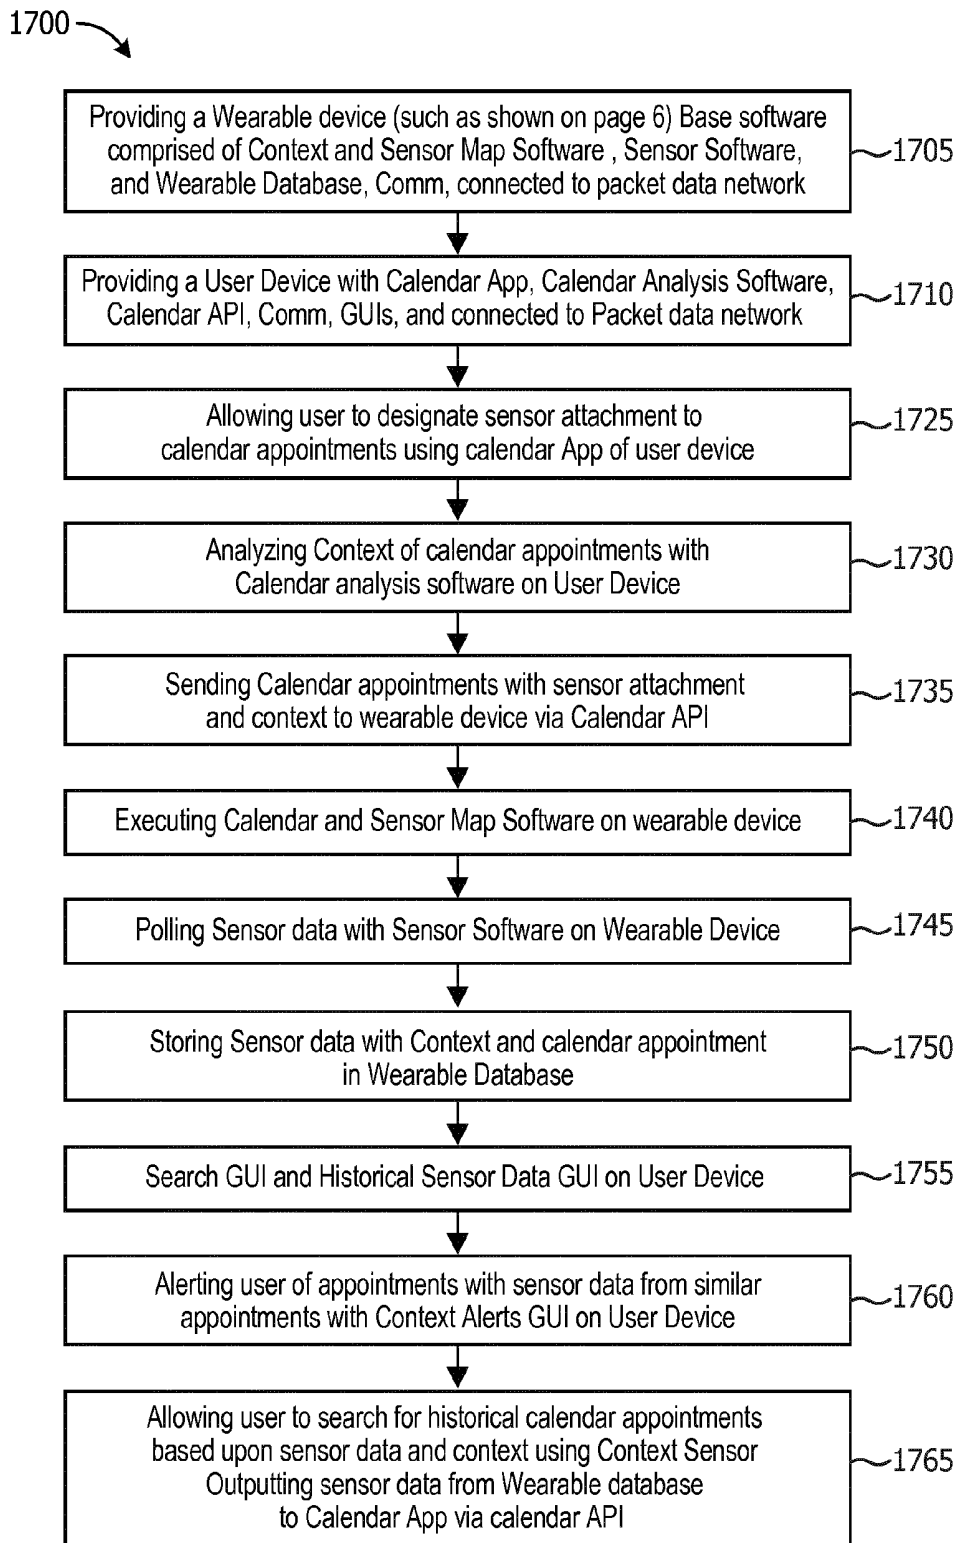 1700
Providing a Wearable device (such as shown on page 6) Base software
comprised of Context and Sensor Map Software , Sensor Software,
and Wearable Database, Comm, connected to packet data network
1705
Providing a User Device with Calendar App, Calendar Analysis Software,
Calendar API, Comm, GUIs, and connected to Packet data network
1710
Allowing user to designate sensor attachment to
calendar appointments using calendar App of user device
1725
Analyzing Context of calendar appointments with
Calendar analysis software on User Device
1730
Sending Calendar appointments with sensor attachment
and context to wearable device via Calendar API
1735
Executing Calendar and Sensor Map Software on wearable device
1740
Polling Sensor data with Sensor Software on Wearable Device
1745
Storing Sensor data with Context and calendar appointment
in Wearable Database
1750
Search GUI and Historical Sensor Data GUI on User Device
1755
Alerting user of appointments with sensor data from similar
appointments with Context Alerts GUI on User Device
1760
Allowing user to search for historical calendar appointments
based upon sensor data and context using Context Sensor
Outputting sensor data from Wearable database
to Calendar App via calendar API
1765